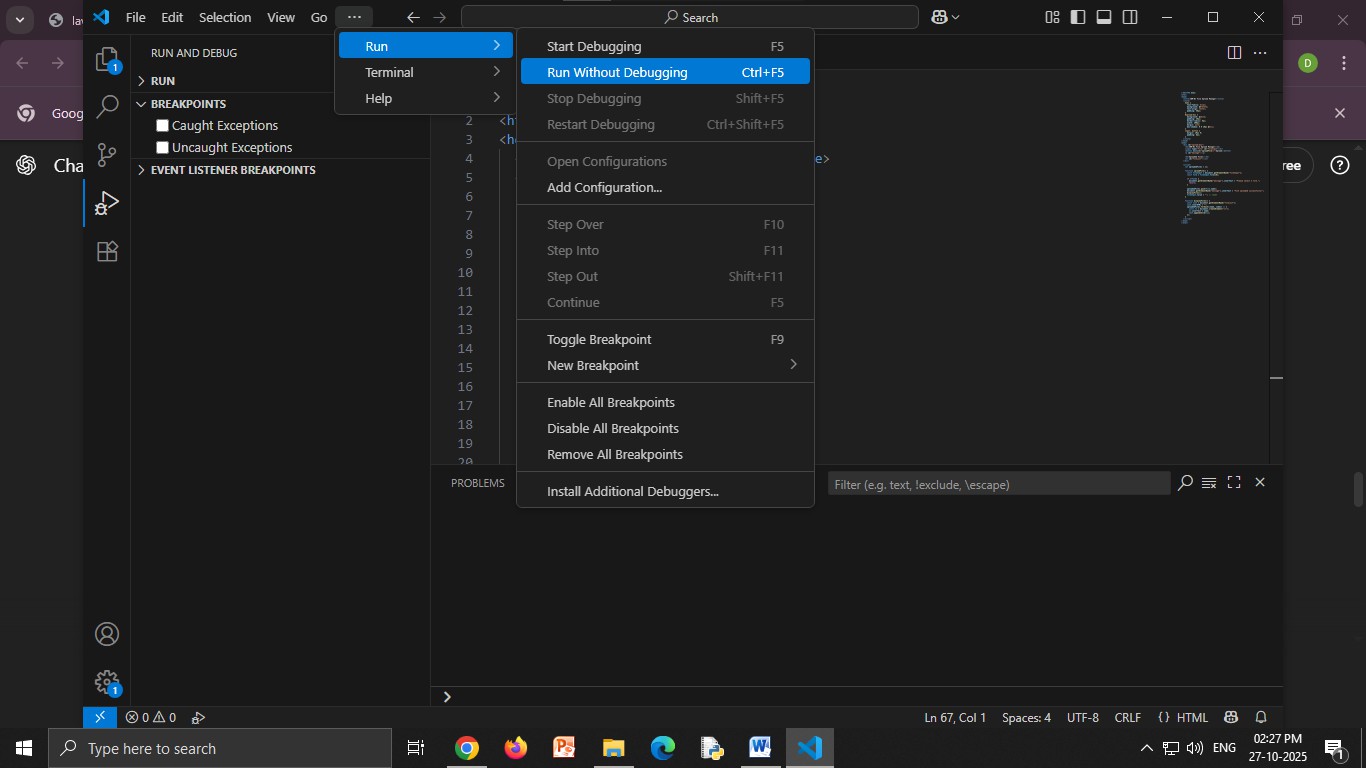 lav
File Edit Selection View Go ··· Search
Run
Terminal
Help
Start Debugging F5
Run Without Debugging Ctrl+F5
Stop Debugging Shift+F5
Restart Debugging Ctrl+Shift+F5
Open Configurations
Add Configuration...
Step Over F10
Step Into F11
Step Out Shift+F11
Continue F5
Toggle Breakpoint F9
New Breakpoint
Enable All Breakpoints
Disable All Breakpoints
Remove All Breakpoints
Install Additional Debuggers...
RUN AND DEBUG
RUN
BREAKPOINTS
Caught Exceptions
Uncaught Exceptions
EVENT LISTENER BREAKPOINTS
1
Goog
Cha
D
ree
2 <h
3 <he
4 e>
5
6
7
8
9
10
11
12
13
14
15
16
17
18
19
20
PROBLEMS
Filter (e.g. text, !exclude, \escape)
1
0 0
Ln 67, Col 1 Spaces: 4 UTF-8 CRLF {} HTML
Type here to search
ENG
02:27 PM
27-10-2025
1